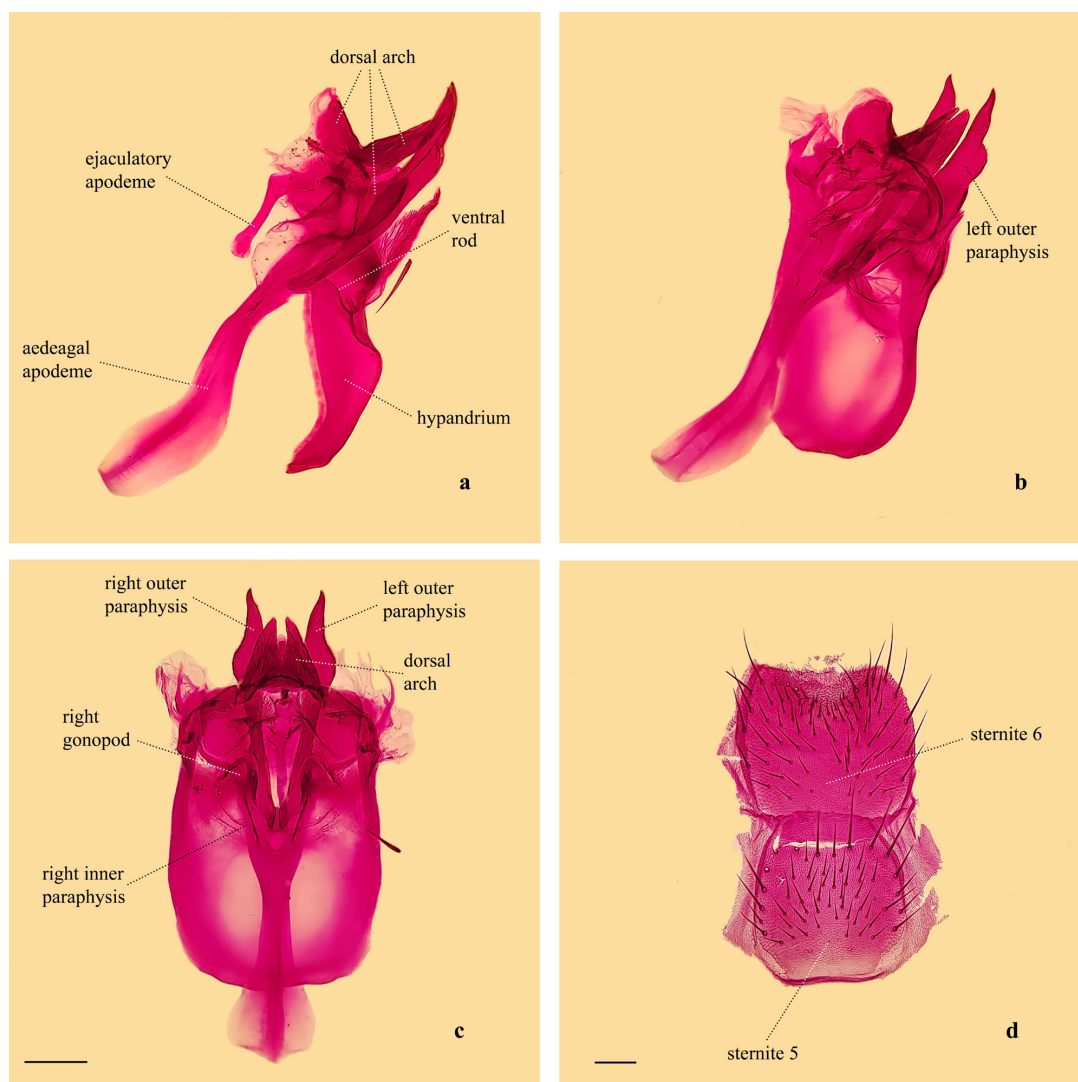 dorsal arch
ejaculatory
apodeme
ventral
rod
aedeagal
apodeme
hypandrium
a
left outer
paraphysis
b
right outer
paraphysis
left outer
paraphysis
dorsal
arch
right
gonopod
right inner
paraphysis
c
sternite 6
sternite 5
d